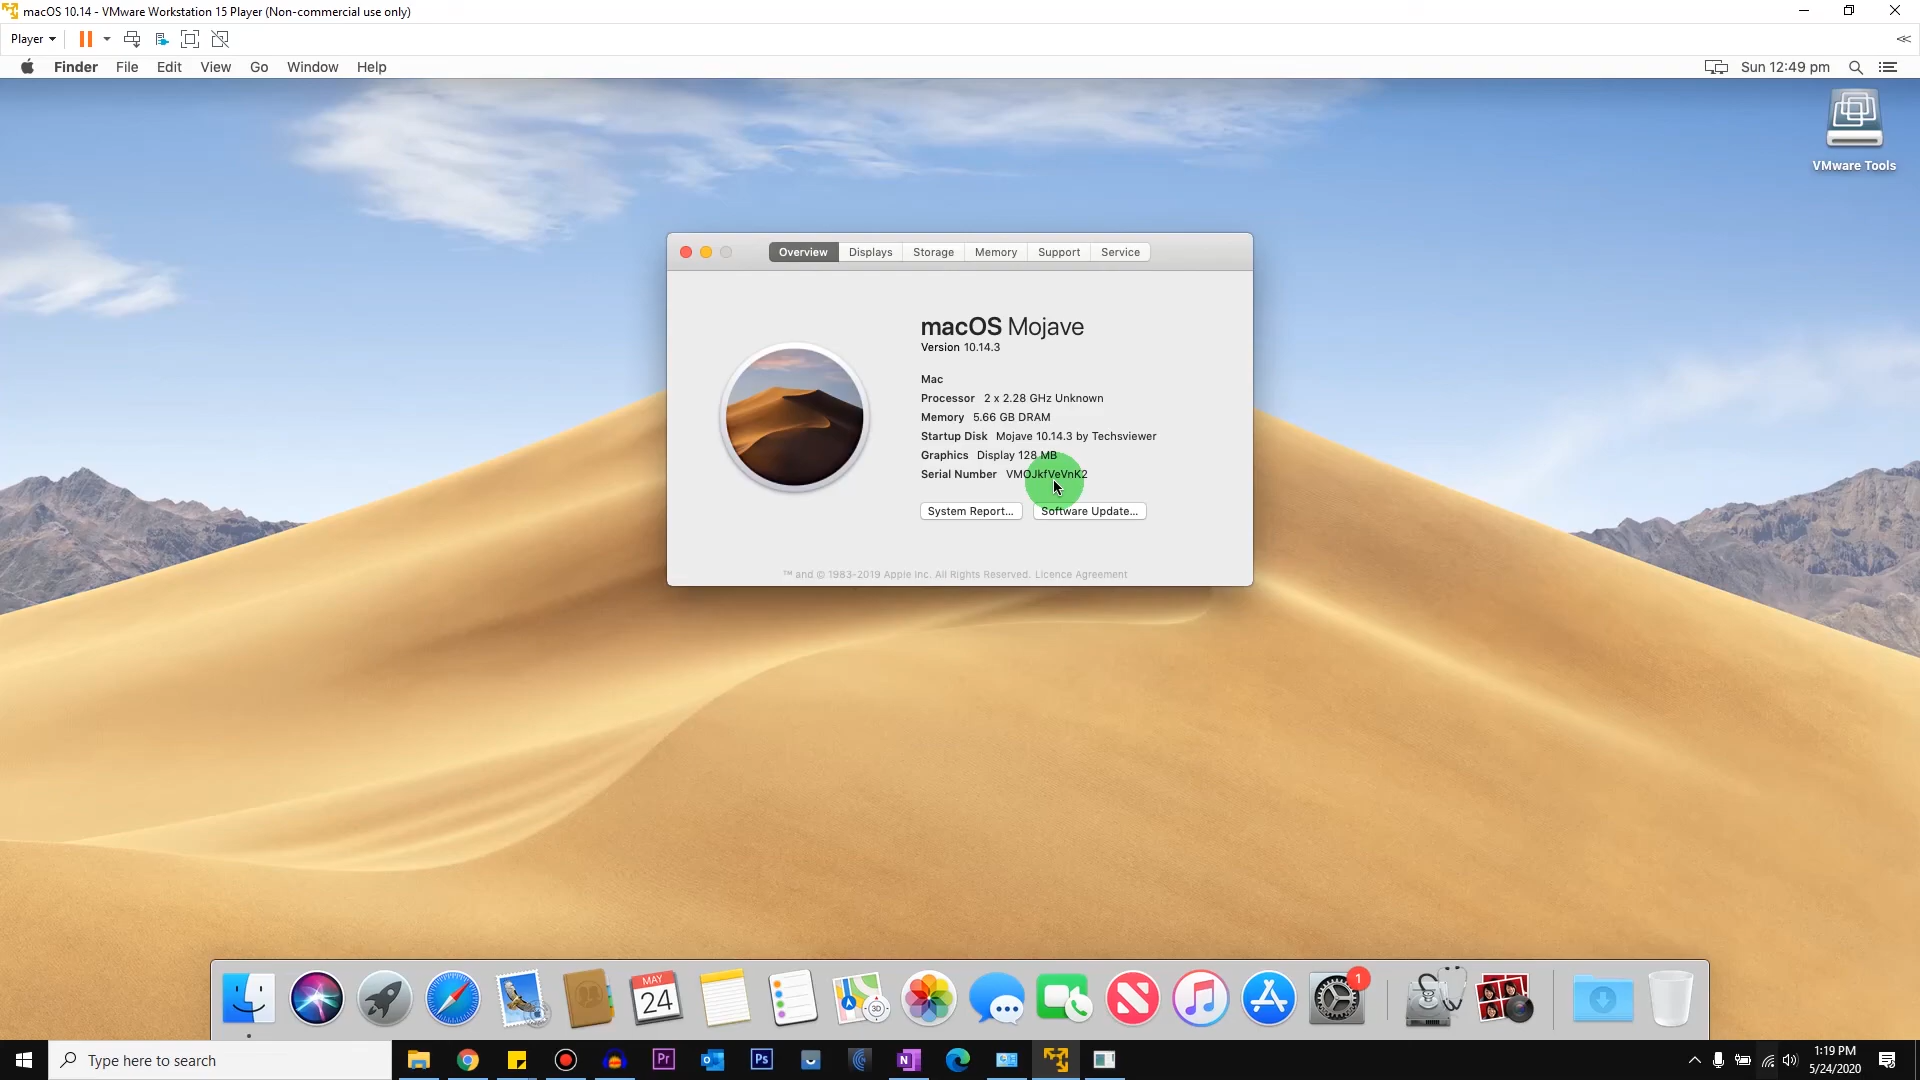 macOS 10.14 - VMware Workstation 15 Player (Non-commercial use only)
Player
Finder File Edit View Go Window Help
Sun 12:49 pm
VMware Tools
Overview Displays Storage Memory Support Service
macOS Mojave
Version 10.14.3
Mac
Processor 2 x 2.28 GHz Unknown
Memory 5.66 GB DRAM
Startup Disk Mojave 10.14.3 by Techsviewer
Graphics Display 128 MB
Serial Number VMOJkfVeVnK2
System Report... Software Update...
™ and © 1983-2019 Apple Inc. All Rights Reserved. Licence Agreement
MAY
24
3D
1
Type here to search
Pr
Ps
1:19 PM
5/24/2020